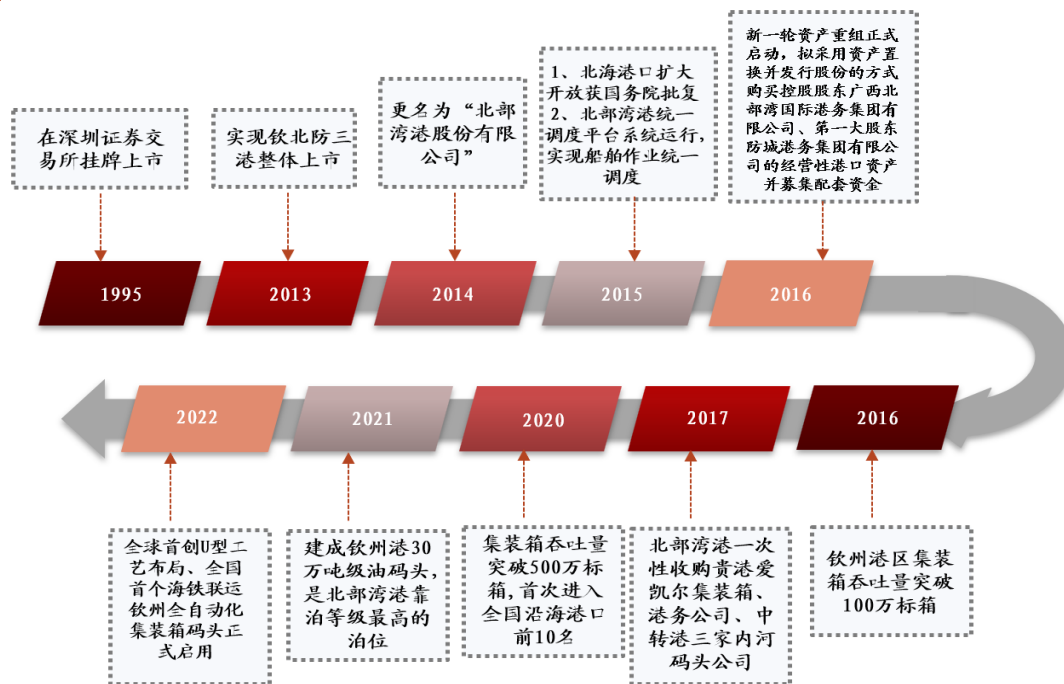 在深圳证券交
易所挂牌上市
实现钦北防三
港整体上市
更名为“北部
湾港股份有限
公司”
1、北海港口扩大
开放获国务院批复
2、北部湾港统一
调度平台系统运行，
实现船舶作业统一
调度
新一轮资产重组正式
启动，拟采用资产置
换并发行股份的方式
购买控股股东广西北
部湾国际港务集团有
限公司、第一大股东
防城港务集团有限公
司的经营性港口资产
并募集配套资金
1995
2013
2014
2015
2016
2022
2021
2020
2017
2016
全球首创U型工
艺布局、全国
首个海铁联运
钦州全自动化
集装箱码头正
式启用
建成钦州港30
万吨级油码头，
是北部湾港靠
泊等级最高的
泊位
集装箱吞吐量
突破500万标
箱，首次进入
全国沿海港口
前10名
北部湾港一次
性收购贵港爱
凯尔集装箱、
港务公司、中
转港三家内河
码头公司
钦州港区集装
箱吞吐量突破
100万标箱